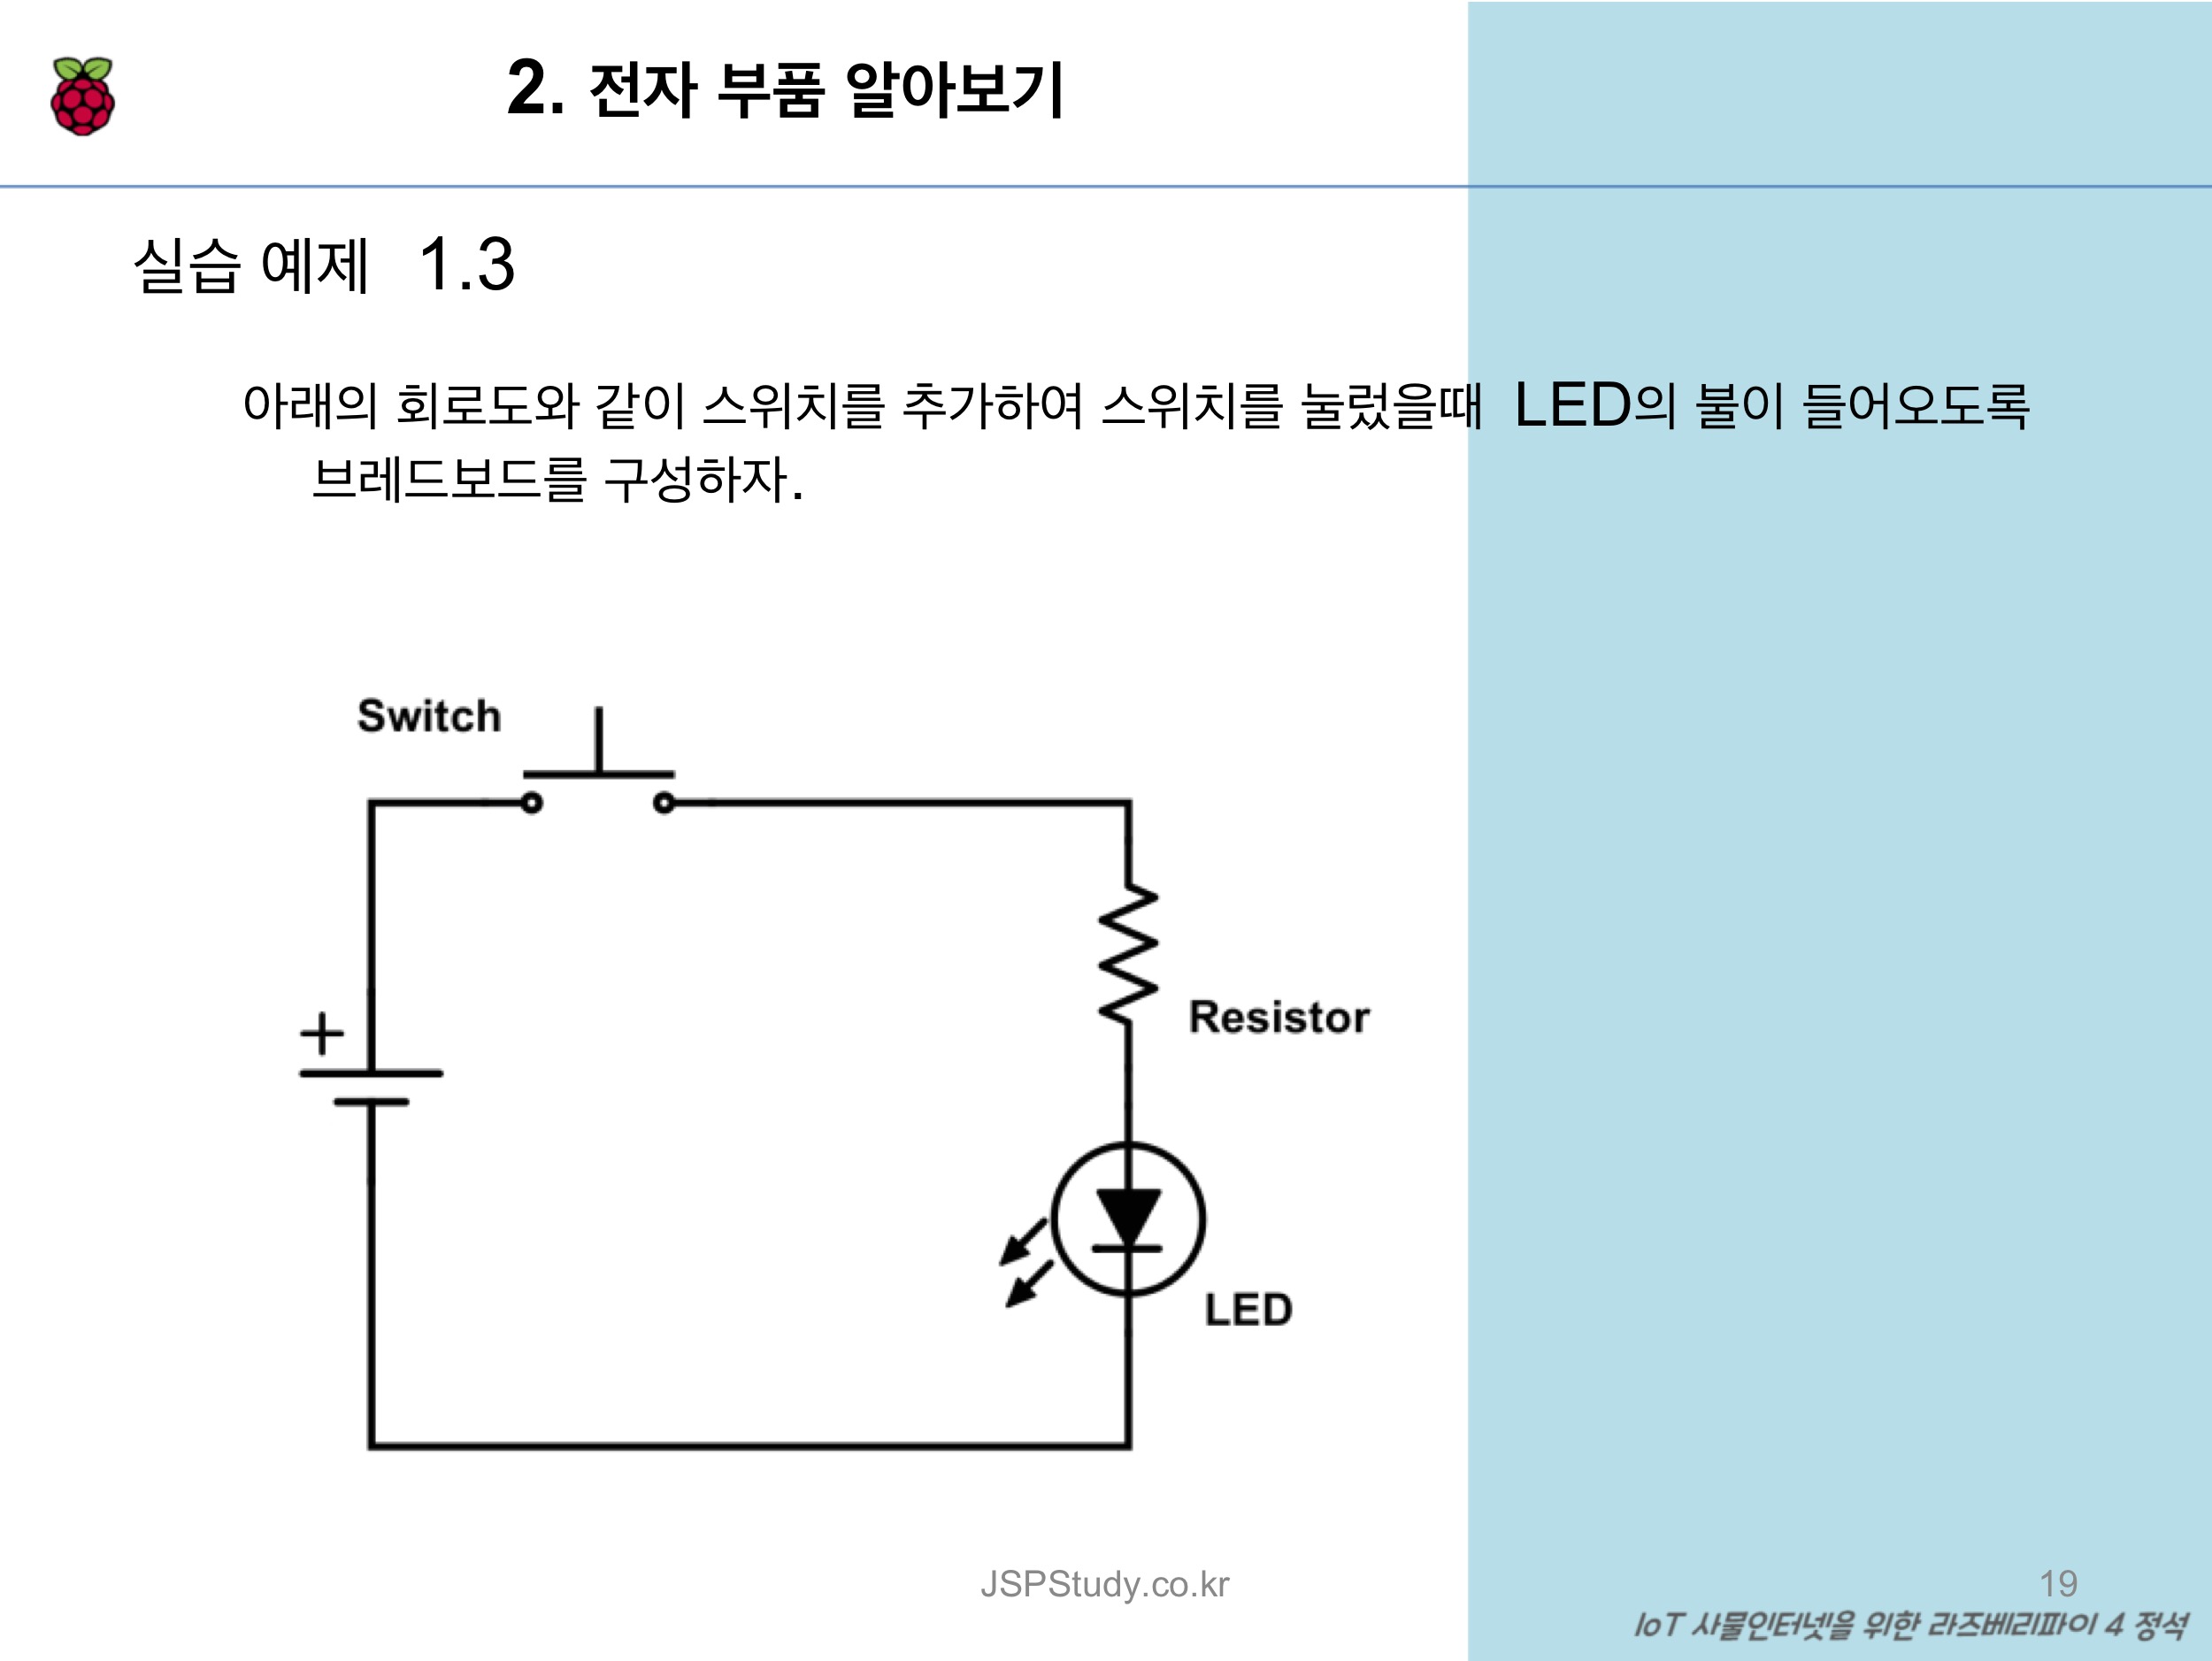 2. 전자 부품 알아보기
실습 예제 1.3
아래의 회로도와 같이 스위치를 추가하여 스위치를 눌렀을때 LED의 불이 들어오도록
브레드보드를 구성하자.
Switch
+
Resistor
LED
JSPStudy.co.kr
19
IoT 사물인터넷을 위한 라즈베리파이 4 정석